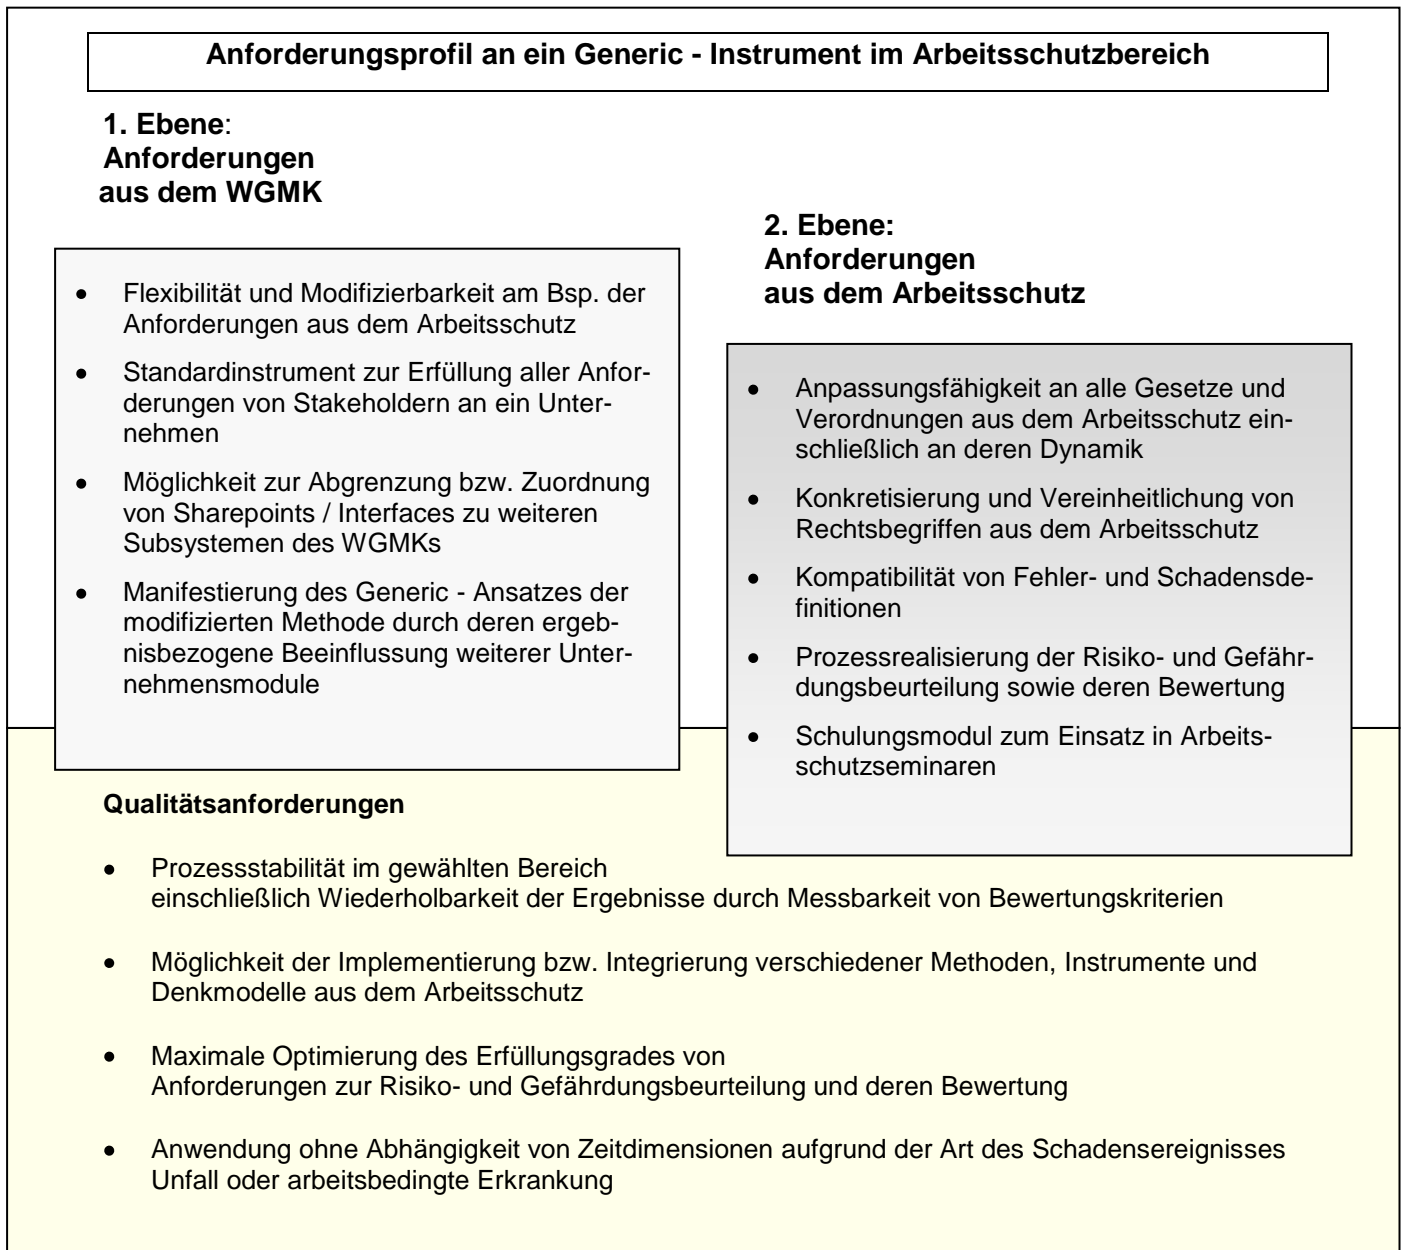 Anforderungsprofil an ein Generic - Instrument im Arbeitsschutzbereich
1. Ebene:
Anforderungen
aus dem WGMK
• Flexibilität und Modifizierbarkeit am Bsp. der
Anforderungen aus dem Arbeitsschutz
• Standardinstrument zur Erfüllung aller Anfor-
derungen von Stakeholdern an ein Unter-
nehmen
• Möglichkeit zur Abgrenzung bzw. Zuordnung
von Sharepoints / Interfaces zu weiteren
Subsystemen des WGMKs
• Manifestierung des Generic - Ansatzes der
modifizierten Methode durch deren ergeb-
nisbezogene Beeinflussung weiterer Unter-
nehmensmodule
2. Ebene:
Anforderungen
aus dem Arbeitsschutz
• Anpassungsfähigkeit an alle Gesetze und
Verordnungen aus dem Arbeitsschutz ein-
schließlich an deren Dynamik
• Konkretisierung und Vereinheitlichung von
Rechtsbegriffen aus dem Arbeitsschutz
• Kompatibilität von Fehler- und Schadensde-
finitionen
• Prozessrealisierung der Risiko- und Gefähr-
dungsbeurteilung sowie deren Bewertung
• Schulungsmodul zum Einsatz in Arbeits-
schutzseminaren
Qualitätsanforderungen
• Prozessstabilität im gewählten Bereich
einschließlich Wiederholbarkeit der Ergebnisse durch Messbarkeit von Bewertungskriterien
• Möglichkeit der Implementierung bzw. Integrierung verschiedener Methoden, Instrumente und
Denkmodelle aus dem Arbeitsschutz
• Maximale Optimierung des Erfüllungsgrades von
Anforderungen zur Risiko- und Gefährdungsbeurteilung und deren Bewertung
• Anwendung ohne Abhängigkeit von Zeitdimensionen aufgrund der Art des Schadensereignisses
Unfall oder arbeitsbedingte Erkrankung